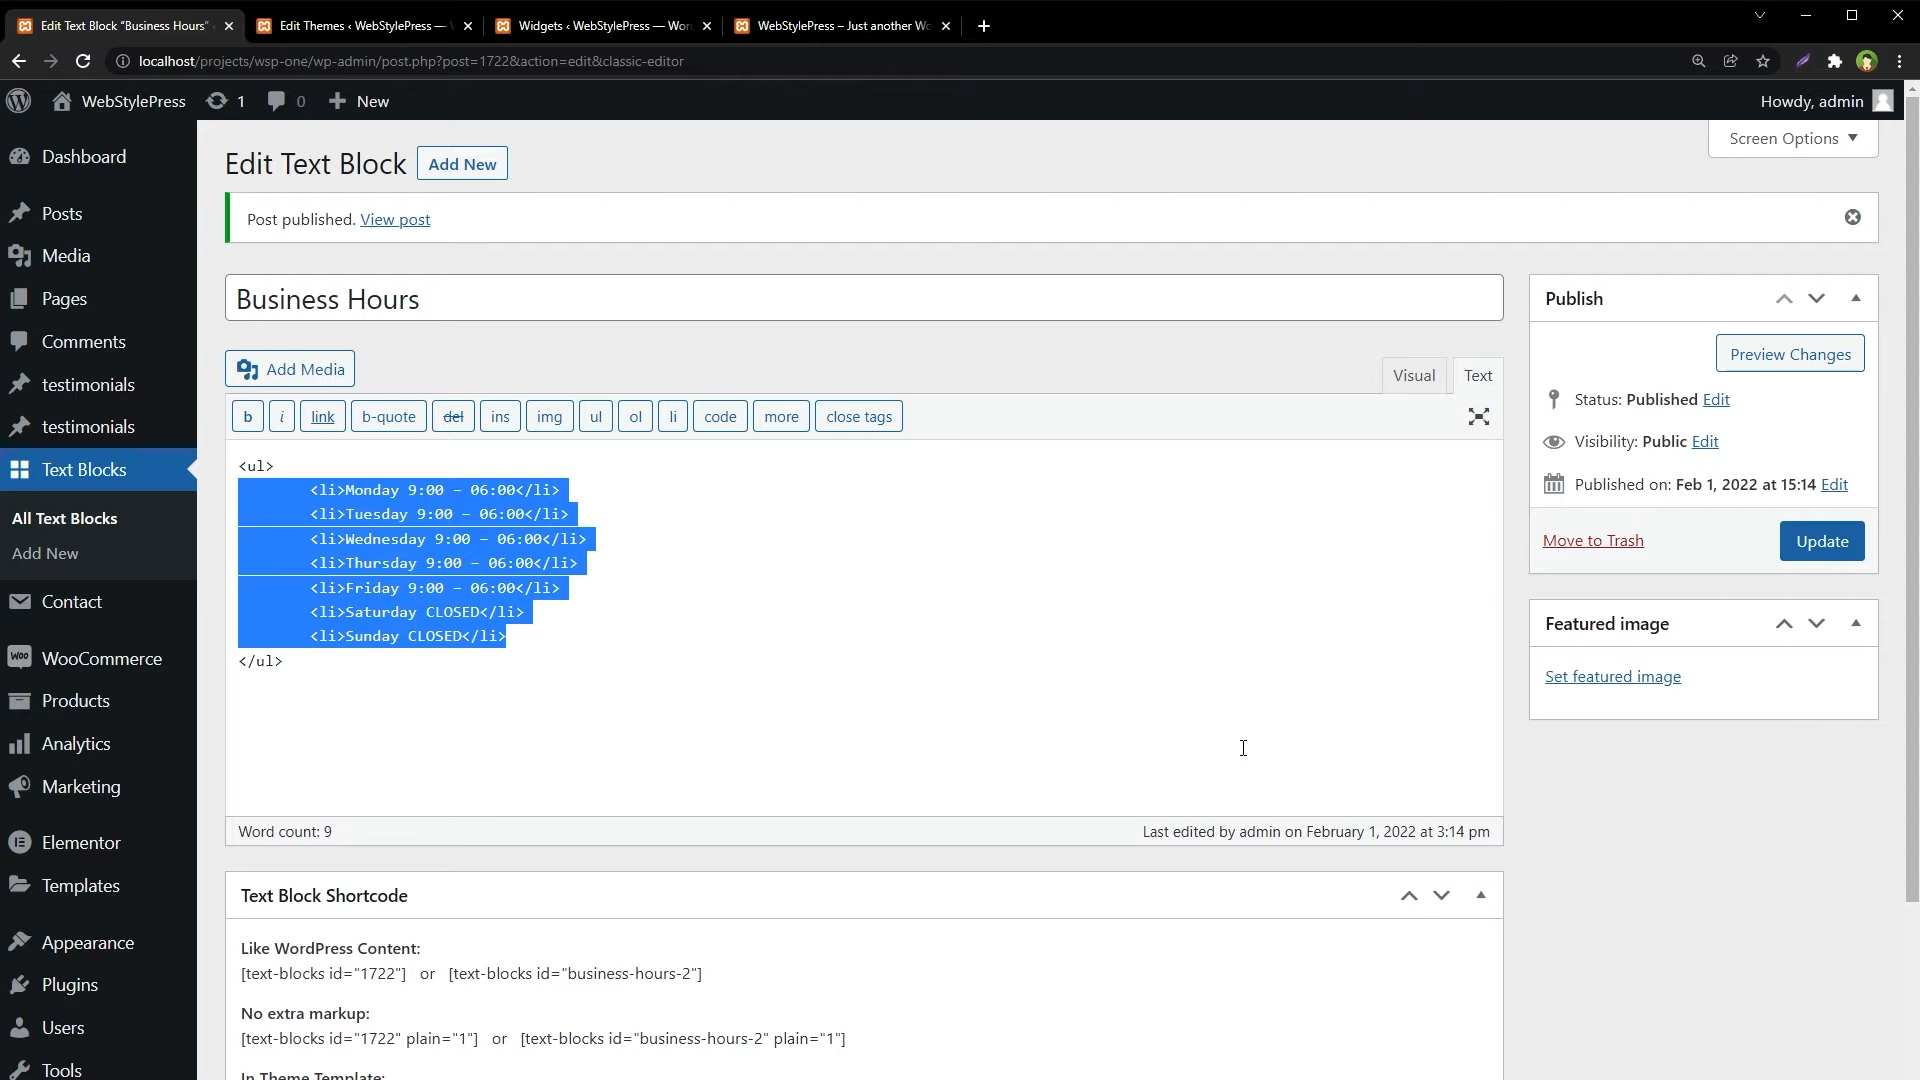 Edit Text Block “Business Hours”
Edit Themes ‹ WebStylePress —
Widgets ‹ WebStylePress — Wor
WebStylePress – Just another Wo
localhost/projects/wsp-one/wp-admin/post.php?post=1722&action=edit&classic-editor
WebStylePress
1
0
New
Howdy, admin
Screen Options
Dashboard
Posts
Media
Pages
Comments
testimonials
testimonials
Text Blocks
All Text Blocks
Add New
Contact
WooCommerce
Products
Analytics
Marketing
Elementor
Templates
Appearance
Plugins
Users
Tools
Edit Text Block
Add New
Post published. View post
Business Hours
Add Media
Visual
Text
b
i
link
b-quote
del
ins
img
ul
ol
li
code
more
close tags
<ul>
<li>Monday 9:00 – 06:00</li>
<li>Tuesday 9:00 – 06:00</li>
<li>Wednesday 9:00 – 06:00</li>
<li>Thursday 9:00 – 06:00</li>
<li>Friday 9:00 – 06:00</li>
<li>Saturday CLOSED</li>
<li>Sunday CLOSED</li>
</ul>
Word count: 9
Last edited by admin on February 1, 2022 at 3:14 pm
Text Block Shortcode
Like WordPress Content:
[text-blocks id="1722"] or [text-blocks id="business-hours-2"]
No extra markup:
[text-blocks id="1722" plain="1"] or [text-blocks id="business-hours-2" plain="1"]
In Theme Template:
Publish
Preview Changes
Status: Published Edit
Visibility: Public Edit
Published on: Feb 1, 2022 at 15:14 Edit
Move to Trash
Update
Featured image
Set featured image